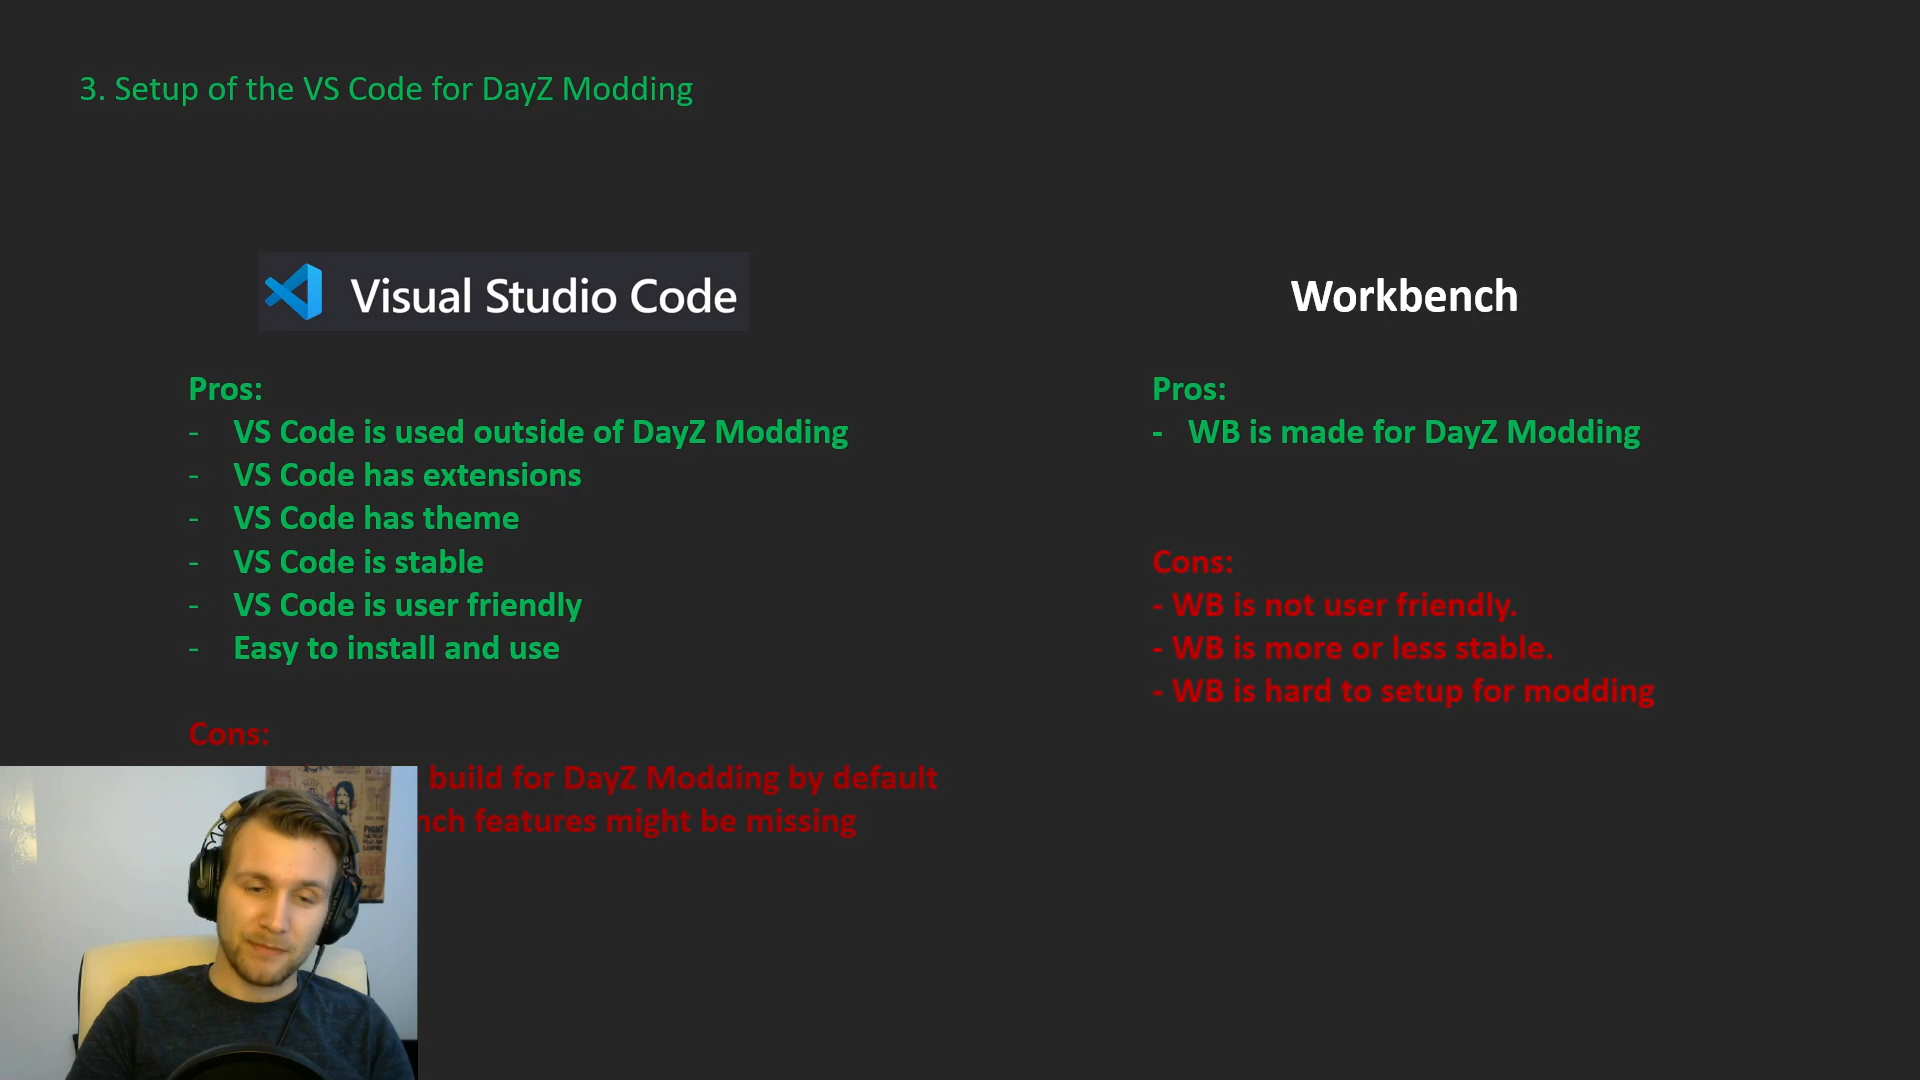 3. Setup of the VS Code for DayZ Modding
Visual Studio Code
Pros:
- VS Code is used outside of DayZ Modding
- VS Code has extensions
- VS Code has theme
- VS Code is stable
- VS Code is user friendly
- Easy to install and use
Cons:
build for DayZ Modding by default
nch features might be missing
Workbench
Pros:
- WB is made for DayZ Modding
Cons:
- WB is not user friendly.
- WB is more or less stable.
- WB is hard to setup for modding
FIGHT